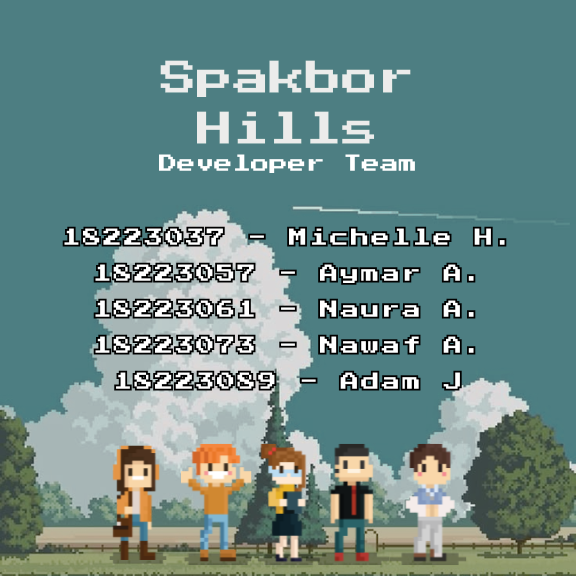 Spakbor
Hills
Developer Team
18223037 - Michelle H.
18223057 - Aymar A.
18223061 - Naura A.
18223073 - Nawaf A.
18223089 - Adam J